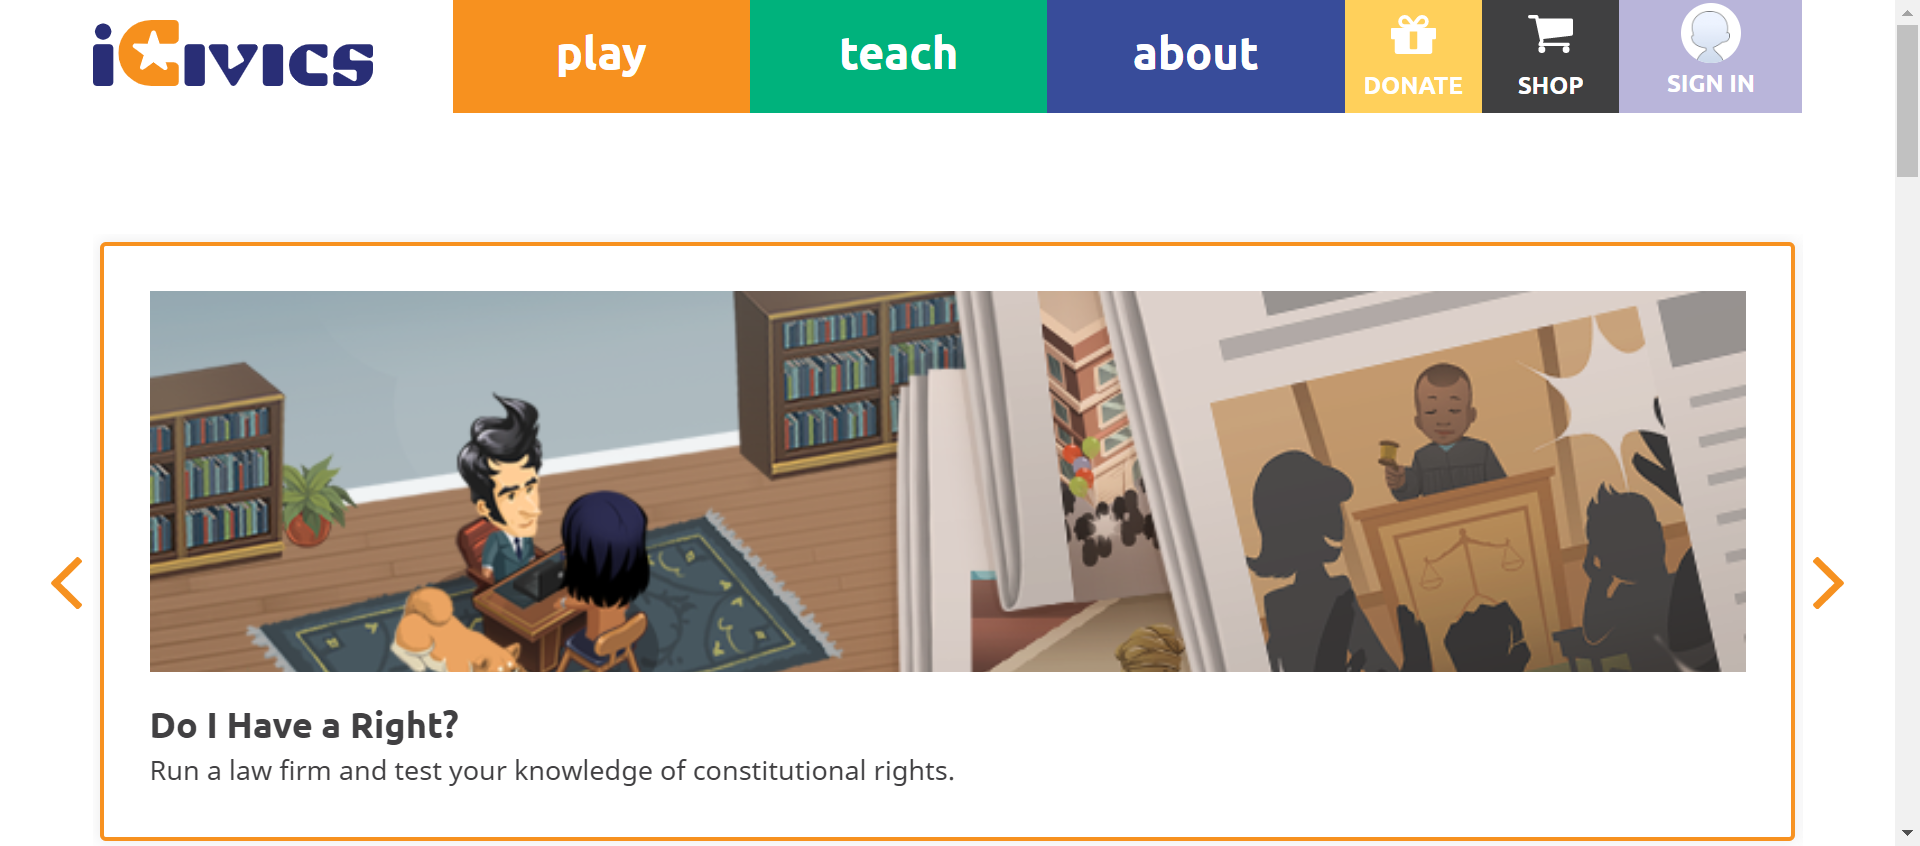 iCivics
play
teach
about
DONATE
SHOP
SIGN IN
Do I Have a Right?
Run a law firm and test your knowledge of constitutional rights.